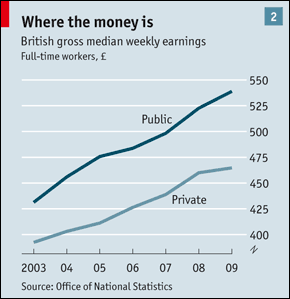 Where the money is
2
British gross median weekly earnings
Full-time workers, £
550
525
500
475
450
425
400
Public
Private
2003 04 05 06 07 08 09
Source: Office of National Statistics